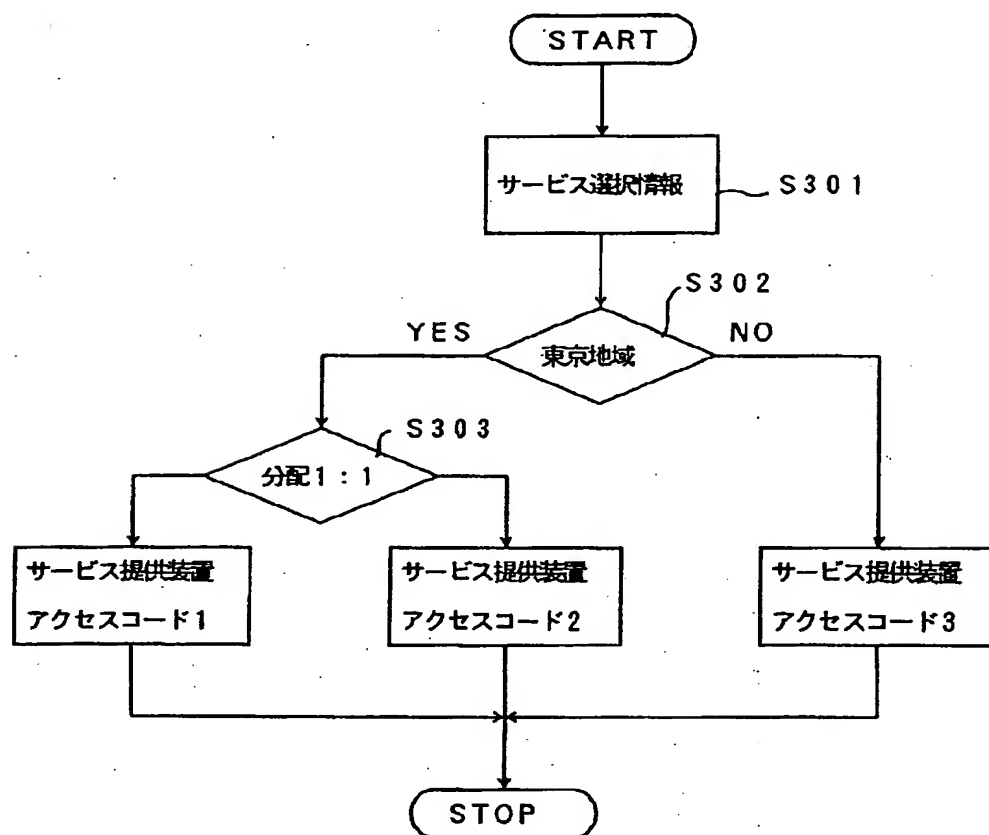 START
サービス選択情報
S301
S302
YES
NO
東京地域
S303
分配1:1
サービス提供装置
アクセスコード1
サービス提供装置
アクセスコード2
サービス提供装置
アクセスコード3
STOP